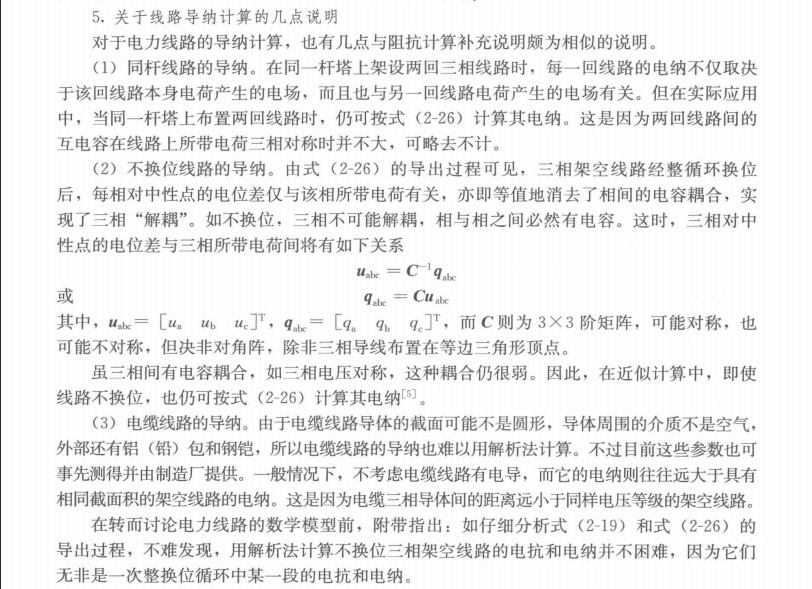 5. 关于线路导纳计算的几点说明
对于电力线路的导纳计算，也有几点与阻抗计算补充说明颇为相似的说明。
（1）同杆线路的导纳。在同一杆塔上架设两回三相线路时，每一回线路的电纳不仅取决
于该回线路本身电荷产生的电场，而且也与另一回线路电荷产生的电场有关。但在实际应用
中，当同一杆塔上布置两回线路时，仍可按式（2-26）计算其电纳。这是因为两回线路间的
互电容在线路上所带电荷三相对称时并不大，可略去不计。
（2）不换位线路的导纳。由式（2-26）的导出过程可见，三相架空线路经整循环换位
后，每相对中性点的电位差仅与该相所带电荷有关，亦即等值地消去了相间的电容耦合，实
现了三相“解耦”。如不换位，三相不可能解耦，相与相之间必然有电容。这时，三相对中
性点的电位差与三相所带电荷间将有如下关系
u_abc = C⁻¹ q_abc
或 q_abc = Cu_abc
其中，u_abc = [u_a u_b u_c]ᵀ，q_abc = [q_a q_b q_c]ᵀ，而 C 则为 3×3 阶矩阵，可能对称，也
可能不对称，但决非对角阵，除非三相导线布置在等边三角形顶点。
虽三相间有电容耦合，如三相电压对称，这种耦合仍很弱。因此，在近似计算中，即使
线路不换位，也仍可按式（2-26）计算其电纳[5]。
（3）电缆线路的导纳。由于电缆线路导体的截面可能不是圆形，导体周围的介质不是空气，
外部还有铝（铅）包和钢铠，所以电缆线路的导纳也难以用解析法计算。不过目前这些参数也可
事先测得并由制造厂提供。一般情况下，不考虑电缆线路有电导，而它的电纳则往往远大于具有
相同截面积的架空线路的电纳。这是因为电缆三相导体间的距离远小于同样电压等级的架空线路。
在转而讨论电力线路的数学模型前，附带指出：如仔细分析式（2-19）和式（2-26）的
导出过程，不难发现，用解析法计算不换位三相架空线路的电抗和电纳并不困难，因为它们
无非是一次整换位循环中某一段的电抗和电纳。